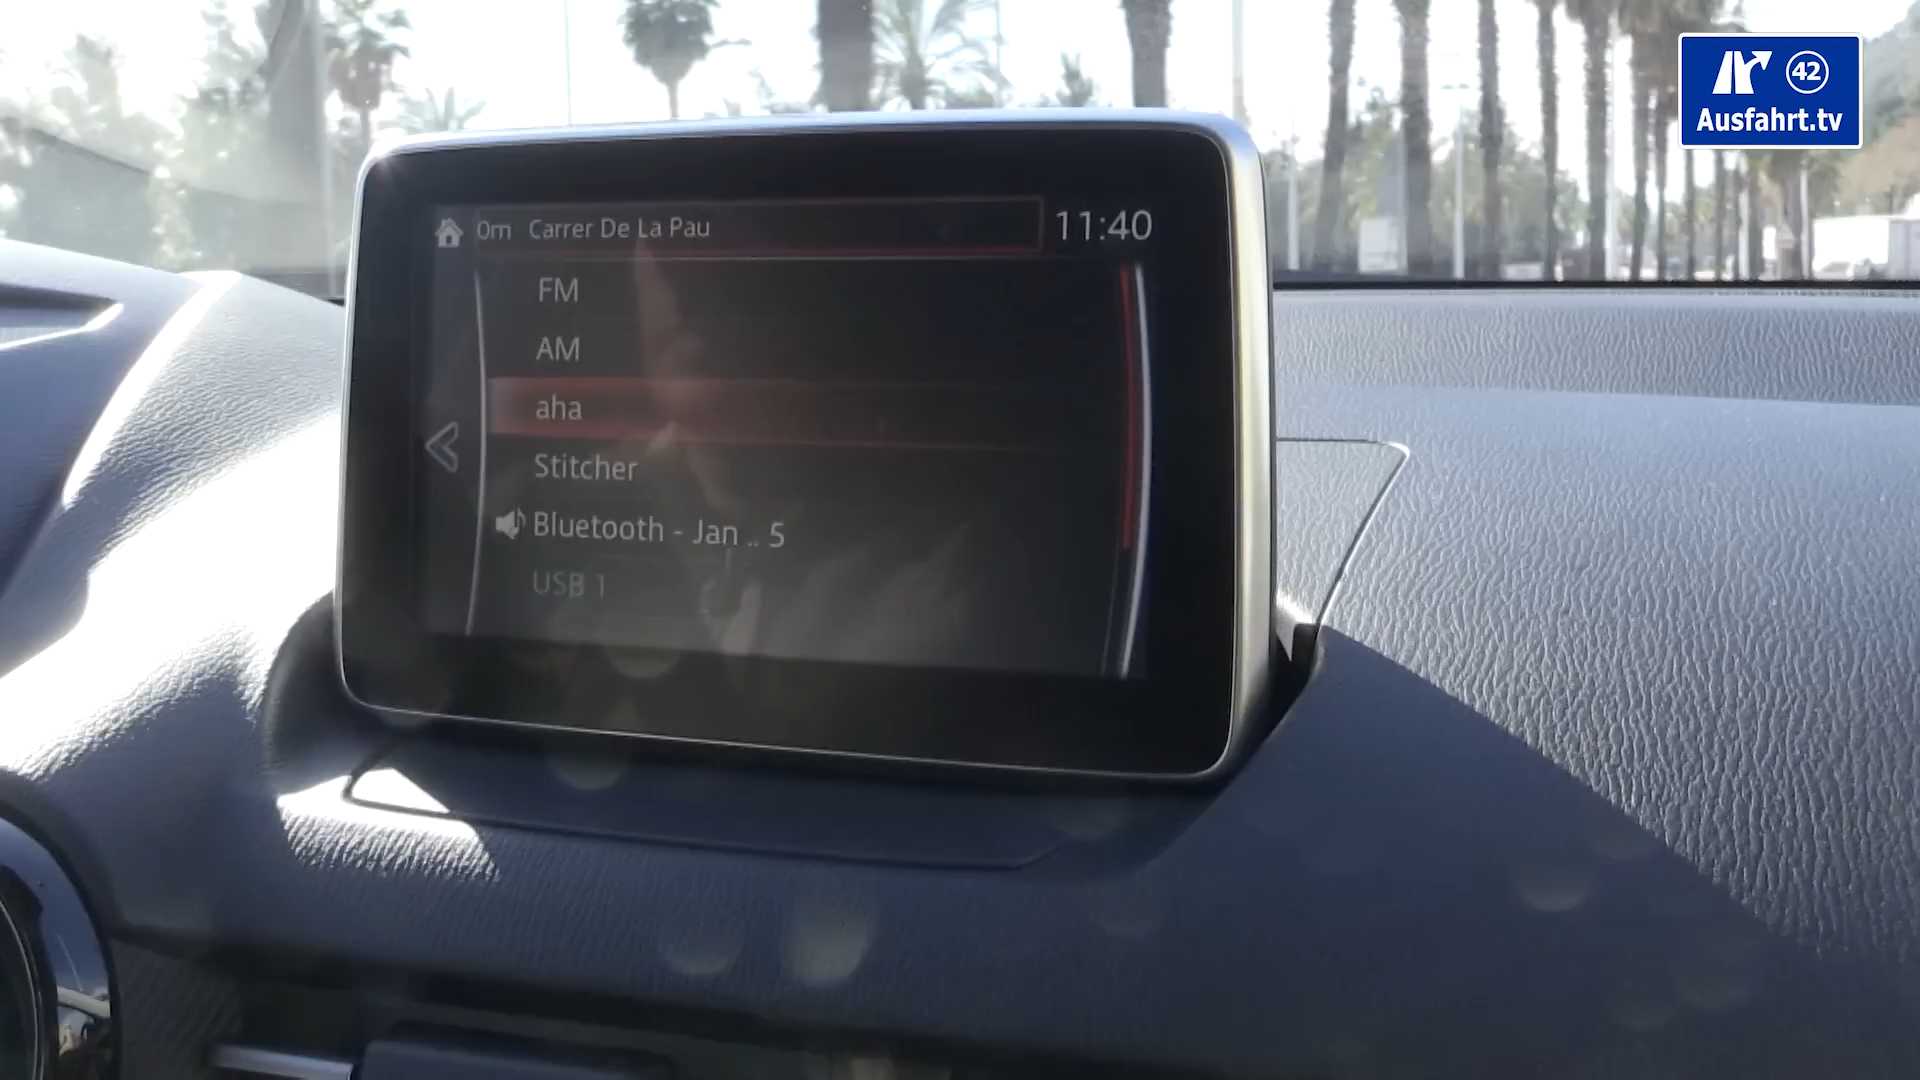 42
Ausfahrt.tv
0m Carrer De La Pau 11:40
FM
AM
aha
Stitcher
Bluetooth - Jan .. 5
USB 1